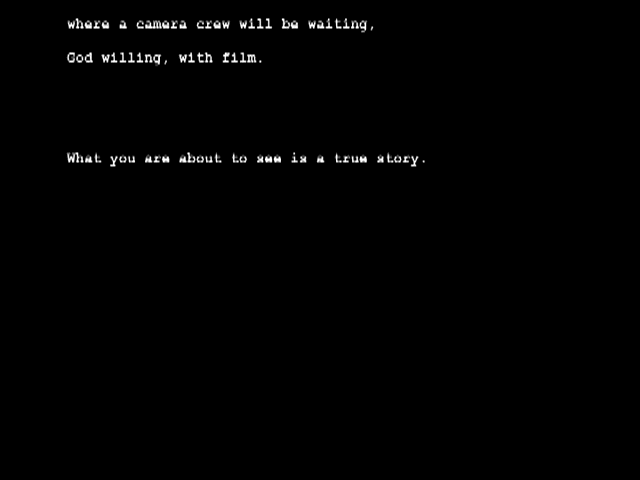 where a camera crew will be waiting,
God willing, with film.
What you are about to see is a true story.